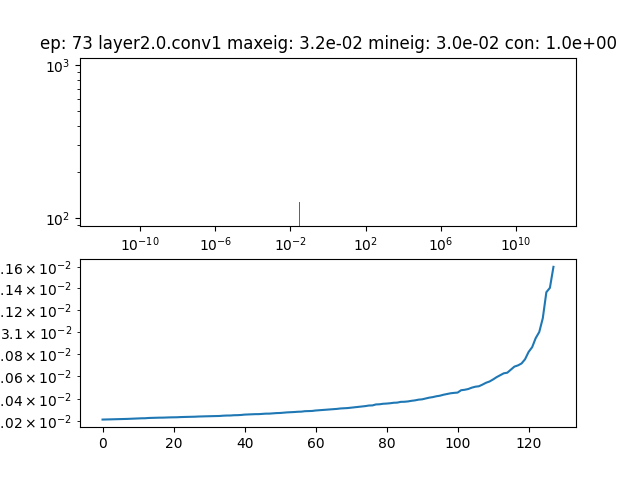 ep: 73 layer2.0.conv1 maxeig: 3.2e-02 mineig: 3.0e-02 con: 1.0e+00
10³
10²
10⁻¹⁰ 10⁻⁶ 10⁻² 10² 10⁶ 10¹⁰
.16 × 10⁻²
.14 × 10⁻²
.12 × 10⁻²
3.1 × 10⁻²
.08 × 10⁻²
.06 × 10⁻²
.04 × 10⁻²
.02 × 10⁻²
0 20 40 60 80 100 120